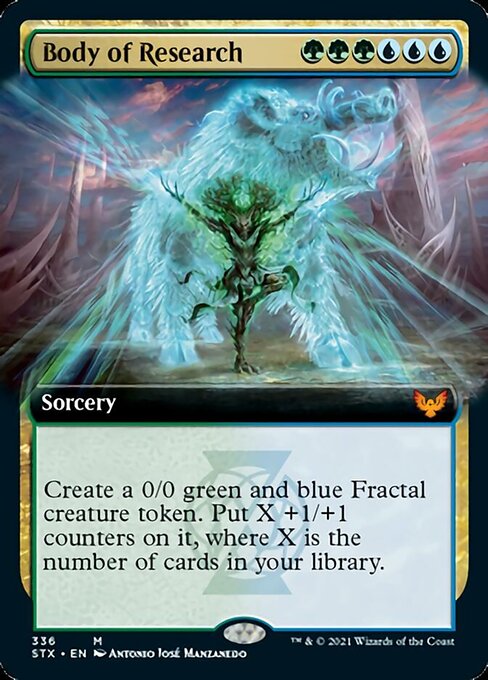 Body of Research
Sorcery
Create a 0/0 green and blue Fractal
creature token. Put X +1/+1
counters on it, where X is the
number of cards in your library.
336 M
STX • EN Antonio José Manzanedo
™ & © 2021 Wizards of the Coast